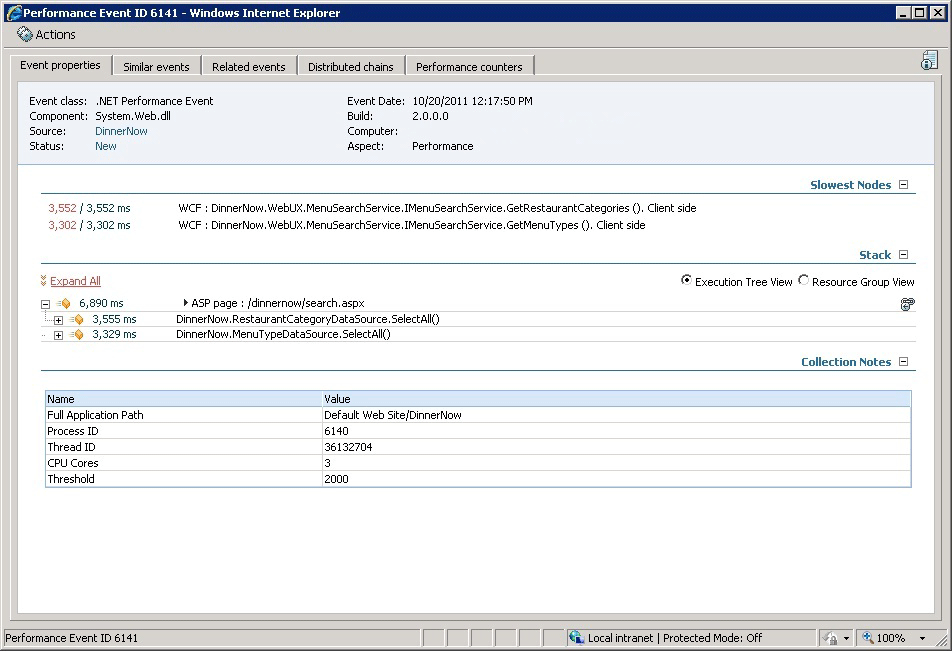 Performance Event ID 6141 - Windows Internet Explorer
Actions
Event properties Similar events Related events Distributed chains Performance counters
Event class: .NET Performance Event Event Date: 10/20/2011 12:17:50 PM
Component: System.Web.dll Build: 2.0.0.0
Source: DinnerNow Computer:
Status: New Aspect: Performance
Slowest Nodes
3,552 / 3,552 ms WCF : DinnerNow.WebUX.MenuSearchService.IMenuSearchService.GetRestaurantCategories (). Client side
3,302 / 3,302 ms WCF : DinnerNow.WebUX.MenuSearchService.IMenuSearchService.GetMenuTypes (). Client side
Stack
Expand All Execution Tree View Resource Group View
6,890 ms ASP page : /dinnernow/search.aspx
3,555 ms DinnerNow.RestaurantCategoryDataSource.SelectAll()
3,329 ms DinnerNow.MenuTypeDataSource.SelectAll()
Collection Notes
Name Value
Full Application Path Default Web Site/DinnerNow
Process ID 6140
Thread ID 36132704
CPU Cores 3
Threshold 2000
Performance Event ID 6141 Local intranet | Protected Mode: Off 100%